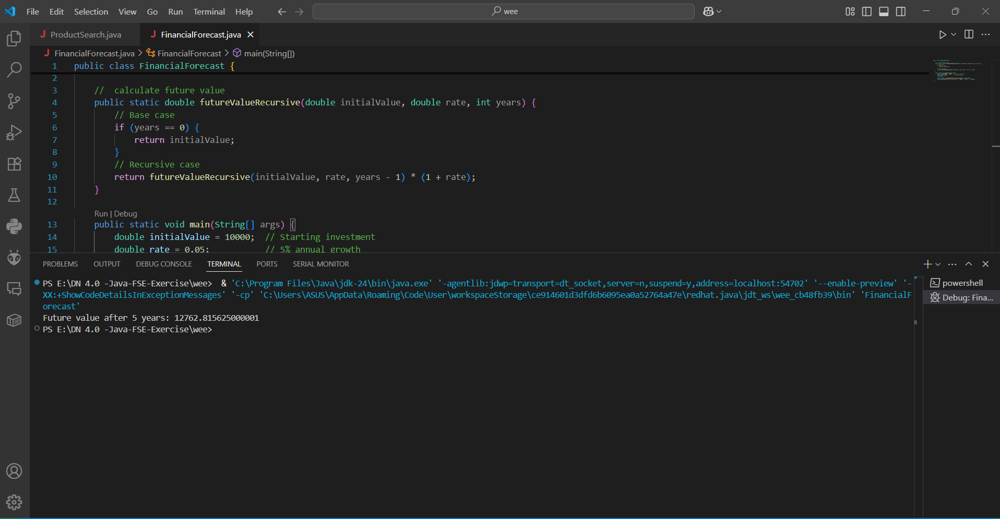 File Edit Selection View Go Run Terminal Help
wee
ProductSearch.java FinancialForecast.java
FinancialForecast.java > FinancialForecast > main(String[])
1 public class FinancialForecast {
2
3 // calculate future value
4 public static double futureValueRecursive(double initialValue, double rate, int years) {
5 // Base case
6 if (years == 0) {
7 return initialValue;
8 }
9 // Recursive case
10 return futureValueRecursive(initialValue, rate, years - 1) * (1 + rate);
11 }
12
Run | Debug
13 public static void main(String[] args) {
14 double initialValue = 10000; // Starting investment
15 double rate = 0.05; // 5% annual growth
PROBLEMS OUTPUT DEBUG CONSOLE TERMINAL PORTS SERIAL MONITOR
PS E:\DN 4.0 -Java-FSE-Exercise\wee> & 'C:\Program Files\Java\jdk-24\bin\java.exe' '-agentlib:jdwp=transport=dt_socket,server=n,suspend=y,address=localhost:54702' '--enable-preview' '-
XX:+ShowCodeDetailsInExceptionMessages' '-cp' 'C:\Users\ASUS\AppData\Roaming\Code\User\workspaceStorage\ce914601d3dfd6b6095ea0a52764a47e\redhat.java\jdt_ws\wee_cb48fb39\bin' 'FinancialF
orecast'
Future value after 5 years: 12762.815625000001
PS E:\DN 4.0 -Java-FSE-Exercise\wee>
powershell
Debug: Fina...